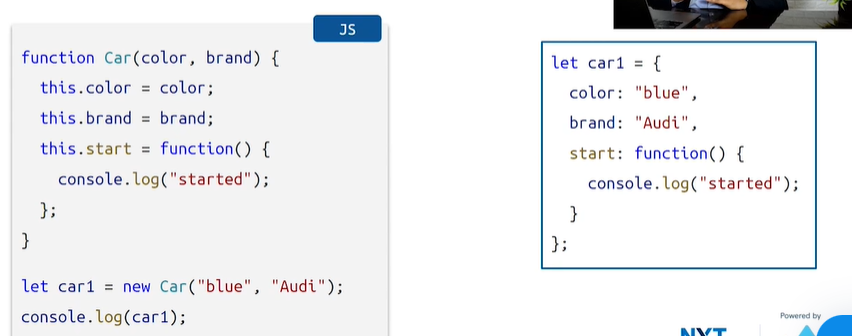 JS
function Car(color, brand) {
  this.color = color;
  this.brand = brand;
  this.start = function() {
    console.log("started");
  };
}
let car1 = new Car("blue", "Audi");
console.log(car1);
let car1 = {
  color: "blue",
  brand: "Audi",
  start: function() {
    console.log("started");
  }
};
Powered by
NXT